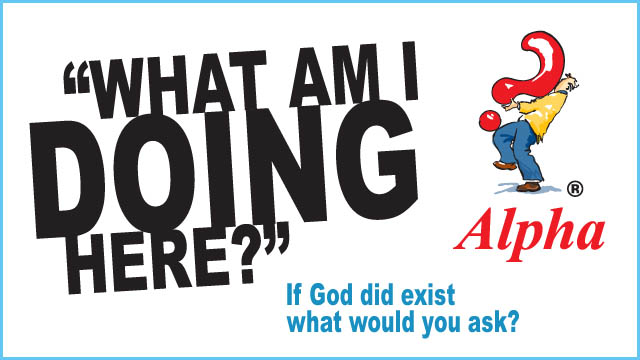 “WHAT AM I
DOING
HERE?”
®
Alpha
If God did exist
what would you ask?